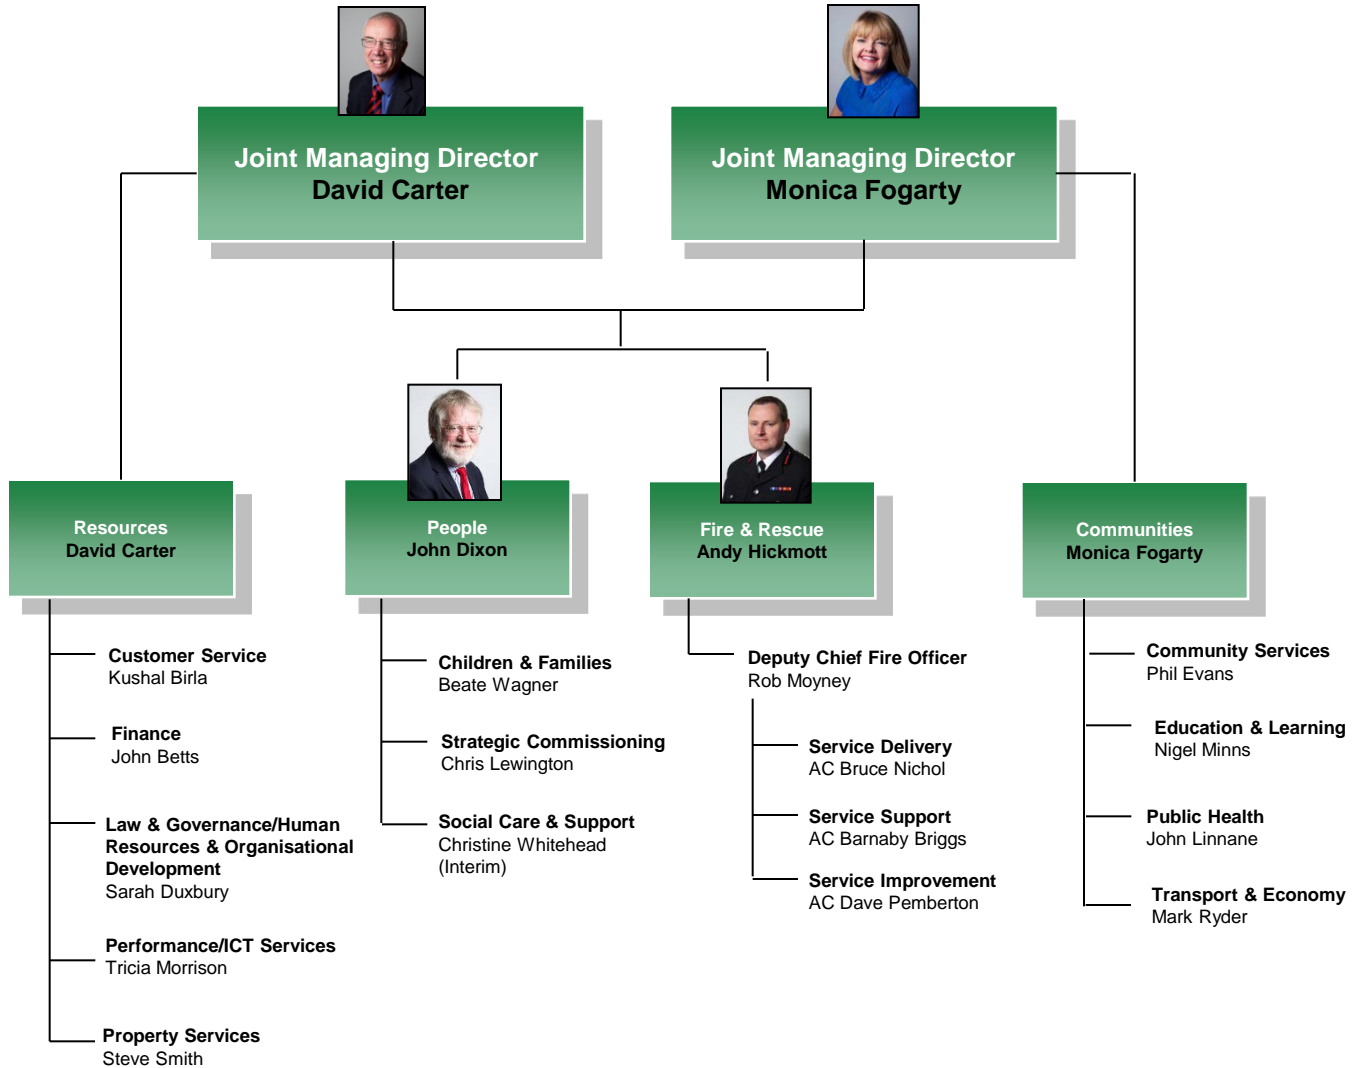 Joint Managing Director
David Carter
Joint Managing Director
Monica Fogarty
Resources
David Carter
Customer Service
Kushal Birla
Finance
John Betts
Law & Governance/Human
Resources & Organisational
Development
Sarah Duxbury
Performance/ICT Services
Tricia Morrison
Property Services
Steve Smith
People
John Dixon
Children & Families
Beate Wagner
Strategic Commissioning
Chris Lewington
Social Care & Support
Christine Whitehead
(Interim)
Fire & Rescue
Andy Hickmott
Deputy Chief Fire Officer
Rob Moyney
Service Delivery
AC Bruce Nichol
Service Support
AC Barnaby Briggs
Service Improvement
AC Dave Pemberton
Communities
Monica Fogarty
Community Services
Phil Evans
Education & Learning
Nigel Minns
Public Health
John Linnane
Transport & Economy
Mark Ryder